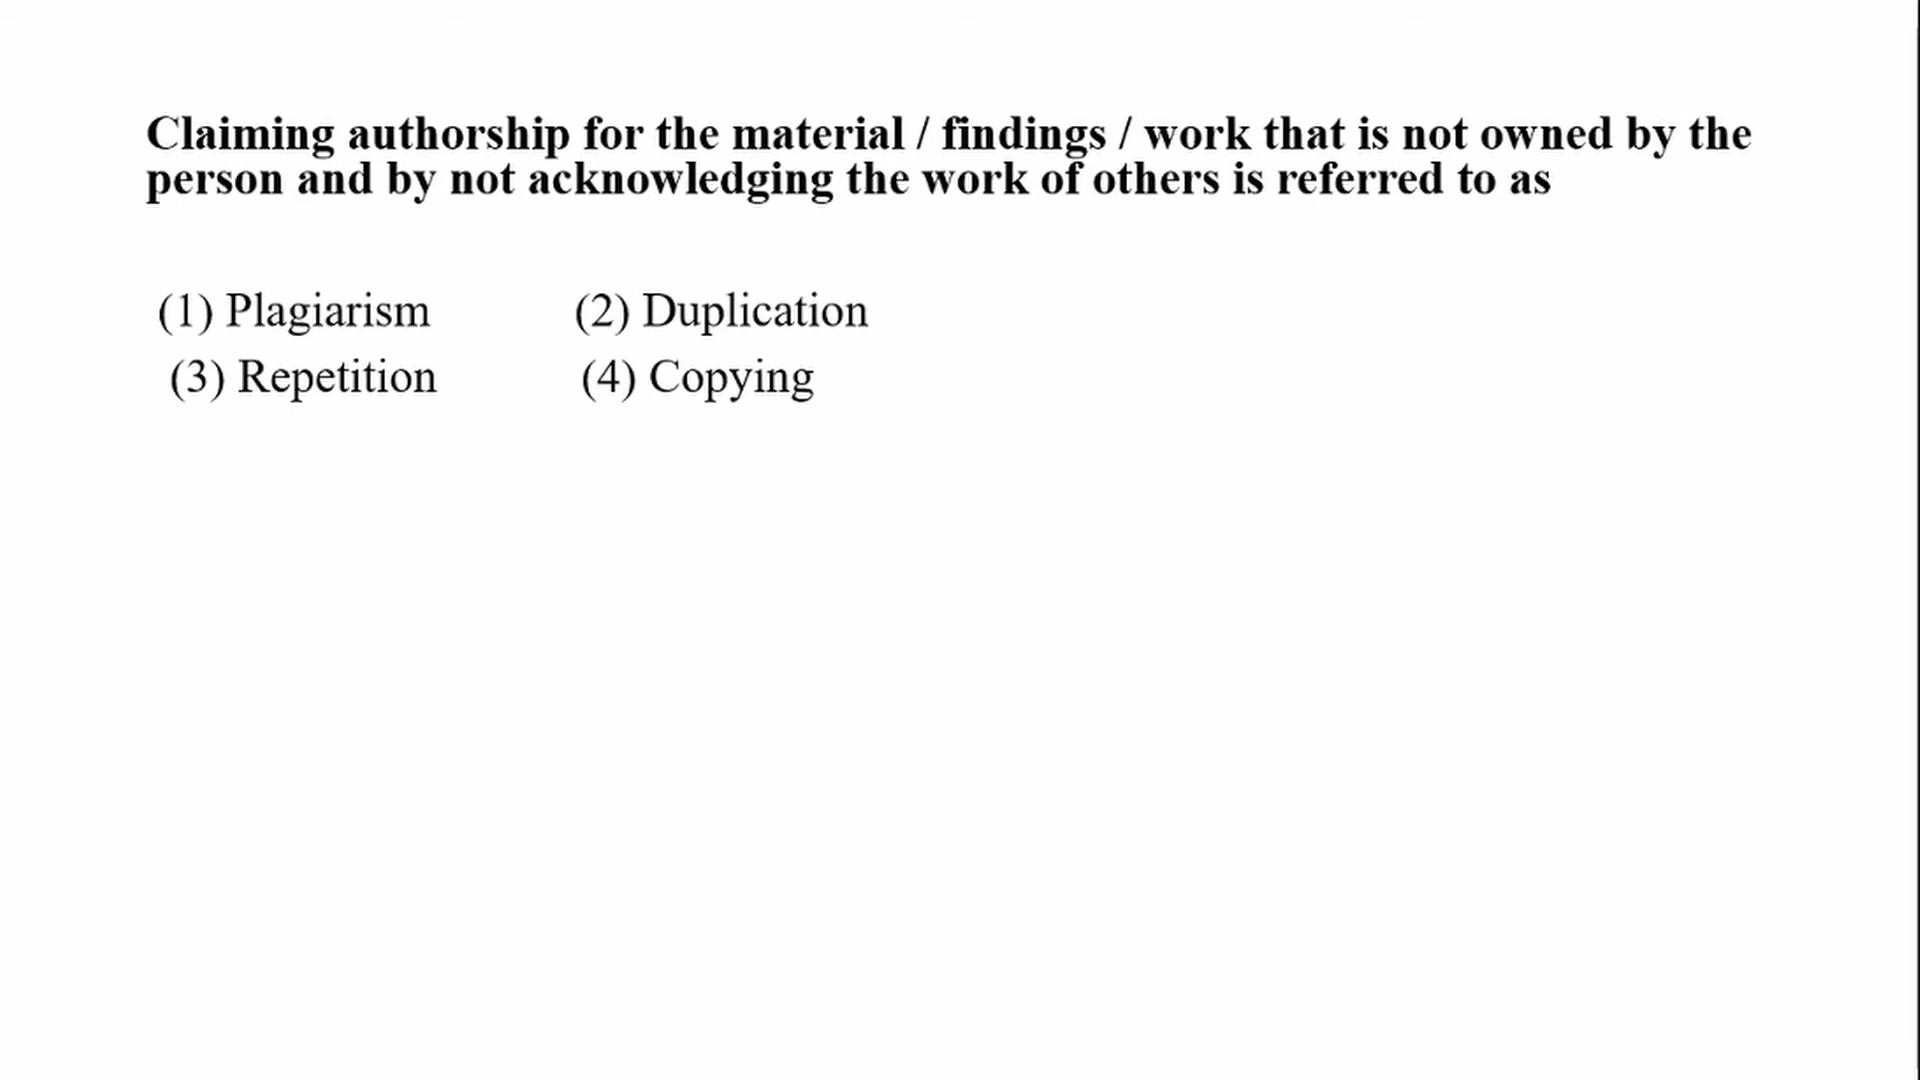 Claiming authorship for the material / findings / work that is not owned by the
person and by not acknowledging the work of others is referred to as
(1) Plagiarism (2) Duplication
(3) Repetition (4) Copying